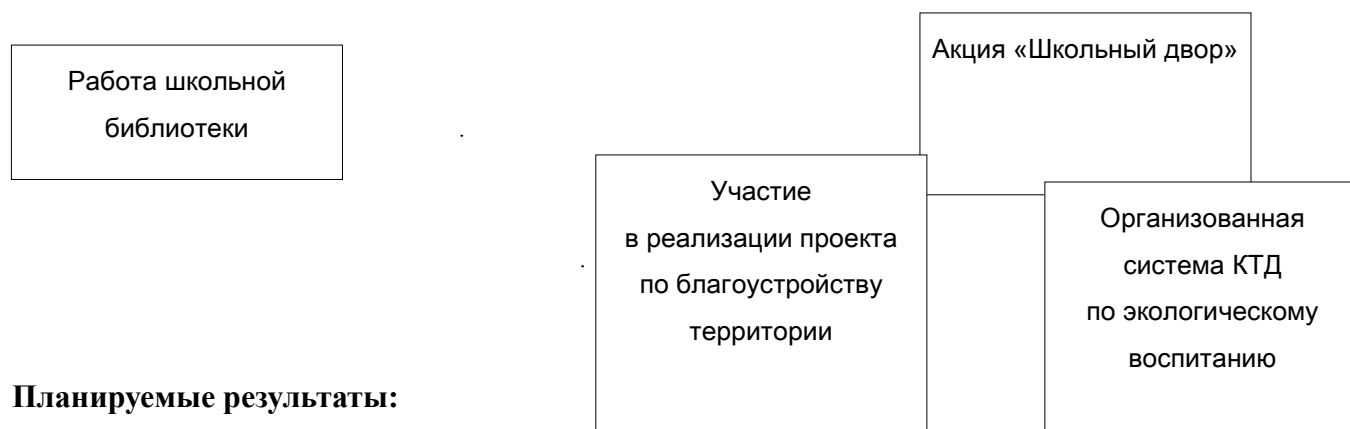 Акция «Школьный двор»
Работа школьной
библиотеки
Участие
в реализации проекта
по благоустройству
территории
Организованная
система КТД
по экологическому
воспитанию
Планируемые результаты: